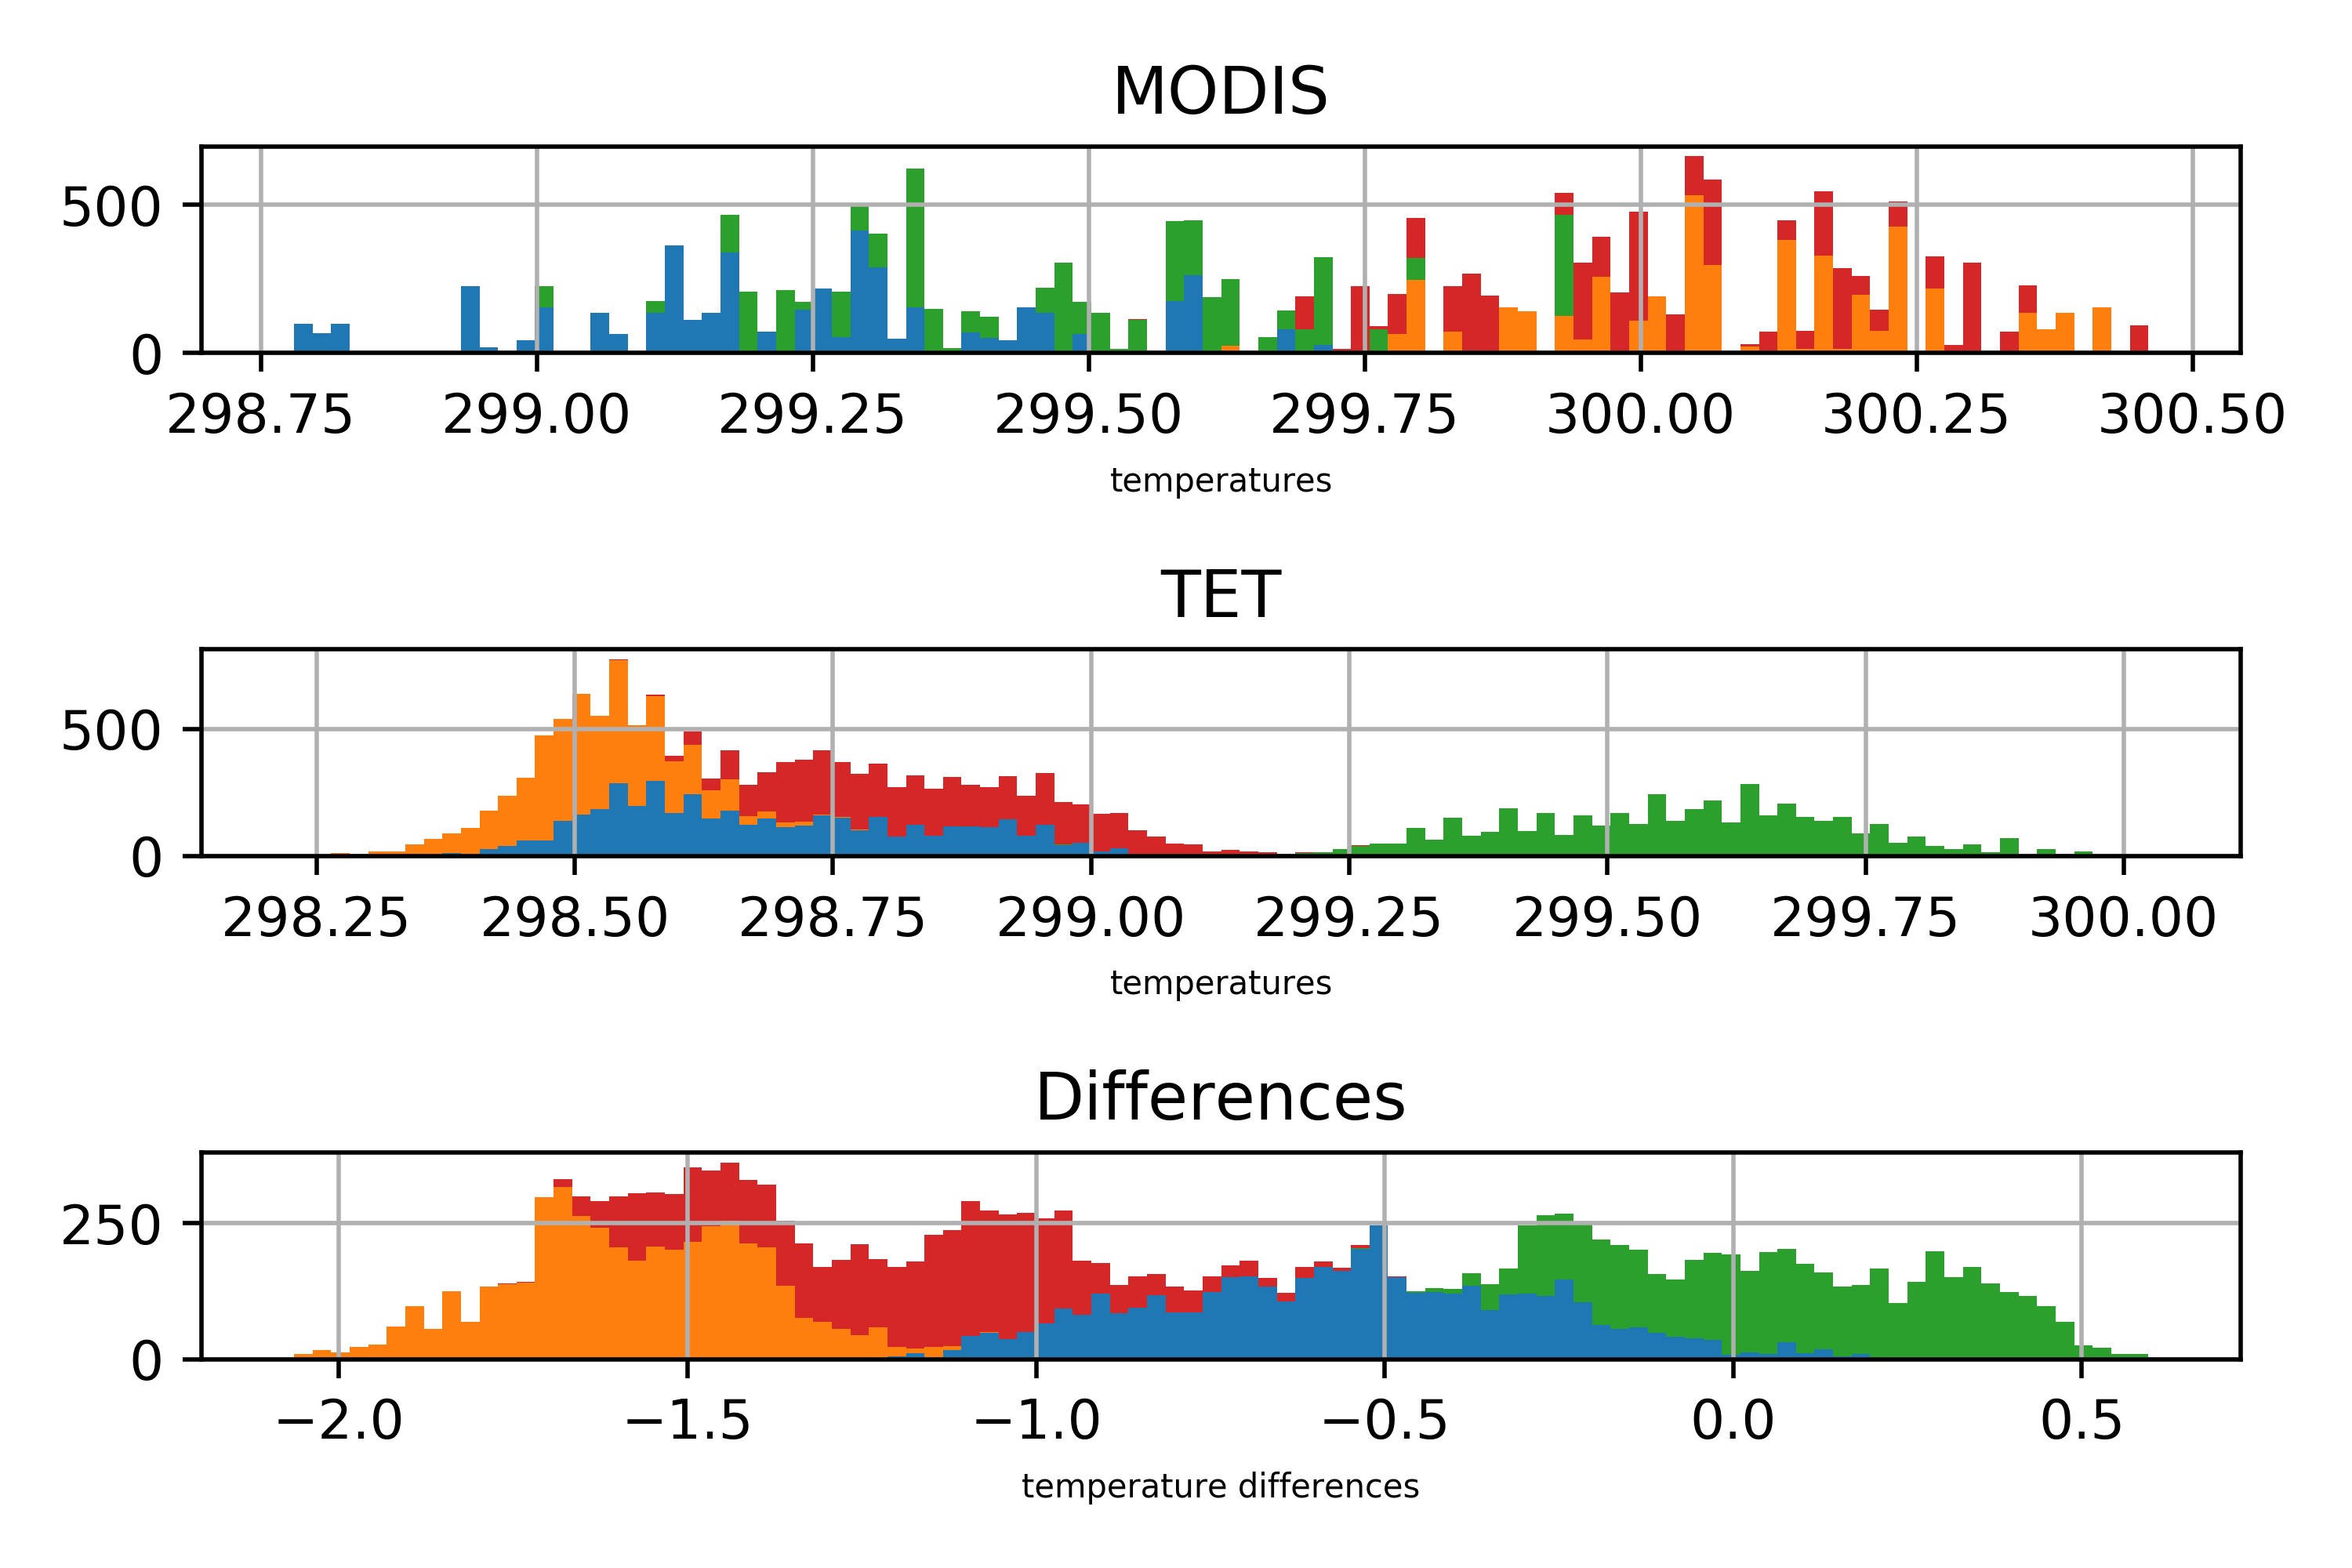 MODIS
500
0
298.75 299.00 299.25 299.50 299.75 300.00 300.25 300.50
temperatures
TET
500
0
298.25 298.50 298.75 299.00 299.25 299.50 299.75 300.00
temperatures
Differences
250
0
−2.0 −1.5 −1.0 −0.5 0.0 0.5
temperature differences